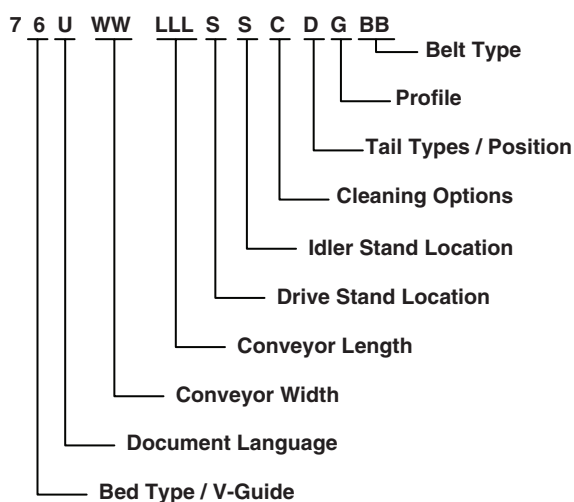 7 6 U WW LLL S S C D G BB
Belt Type
Profile
Tail Types / Position
Cleaning Options
Idler Stand Location
Drive Stand Location
Conveyor Length
Conveyor Width
Document Language
Bed Type / V-Guide